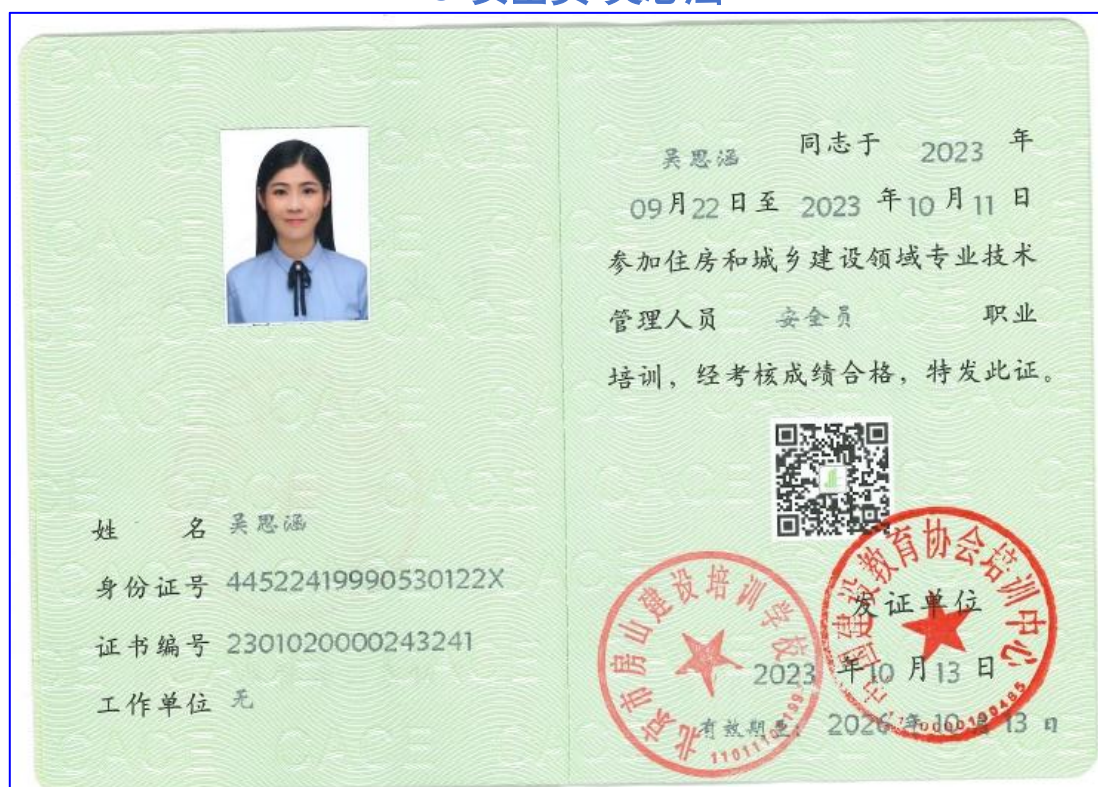 姓 名 吴思涵
身份证号 44522419990530122X
证书编号 2301020000243241
工作单位 无
吴思涵 同志于 2023 年
09月22日至 2023 年10月11日
参加住房和城乡建设领域专业技术
管理人员 安全员 职业
培训，经考核成绩合格，特发此证。
中国建设教育协会培训中心
北京市房山建设培训学校
发证单位
2023 年10月13日
有效期至：2026年10月13日